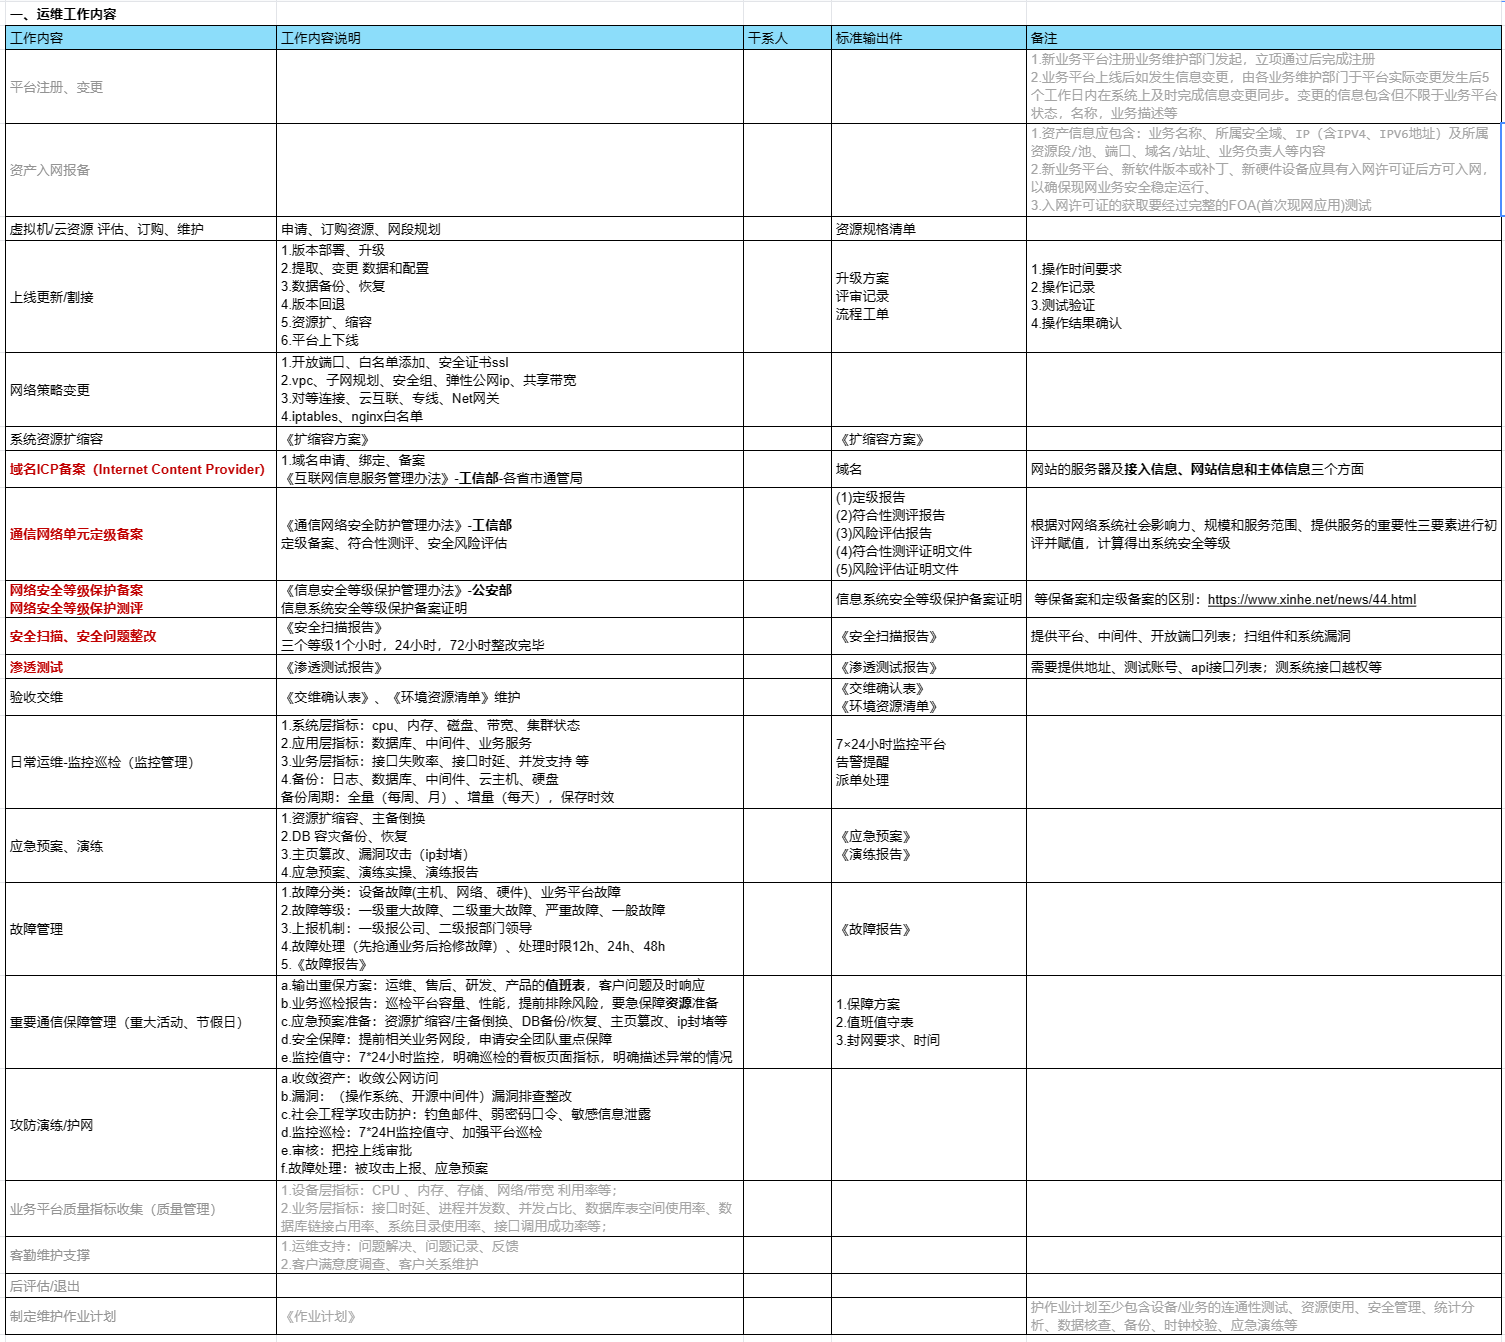 一、运维工作内容
工作内容
工作内容说明
干系人
标准输出件
备注
平台注册、变更
1.新业务平台注册业务维护部门发起，立项通过后完成注册
2.业务平台上线后如发生信息变更，由各业务维护部门于平台实际变更发生后5
个工作日内在系统上及时完成信息变更同步。变更的信息包含但不限于业务平台
状态，名称，业务描述等
资产入网报备
1.资产信息应包含：业务名称、所属安全域、IP（含IPV4、IPV6地址）及所属
资源段/池、端口、域名/站址、业务负责人等内容
2.新业务平台、新软件版本或补丁、新硬件设备应具有入网许可证后方可入网，
以确保现网业务安全稳定运行、
3.入网许可证的获取要经过完整的FOA(首次现网应用)测试
虚拟机/云资源 评估、订购、维护
申请、订购资源、网段规划
资源规格清单
上线更新/割接
1.版本部署、升级
2.提取、变更 数据和配置
3.数据备份、恢复
4.版本回退
5.资源扩、缩容
6.平台上下线
升级方案
评审记录
流程工单
1.操作时间要求
2.操作记录
3.测试验证
4.操作结果确认
网络策略变更
1.开放端口、白名单添加、安全证书ssl
2.vpc、子网规划、安全组、弹性公网ip、共享带宽
3.对等连接、云互联、专线、Net网关
4.iptables、nginx白名单
系统资源扩缩容
《扩缩容方案》
《扩缩容方案》
域名ICP备案（Internet Content Provider）
1.域名申请、绑定、备案
《互联网信息服务管理办法》-工信部-各省市通管局
域名
网站的服务器及接入信息、网站信息和主体信息三个方面
通信网络单元定级备案
《通信网络安全防护管理办法》-工信部
定级备案、符合性测评、安全风险评估
(1)定级报告
(2)符合性测评报告
(3)风险评估报告
(4)符合性测评证明文件
(5)风险评估证明文件
根据对网络系统社会影响力、规模和服务范围、提供服务的重要性三要素进行初
评并赋值，计算得出系统安全等级
网络安全等级保护备案
网络安全等级保护测评
《信息安全等级保护管理办法》-公安部
信息系统安全等级保护备案证明
信息系统安全等级保护备案证明
等保备案和定级备案的区别：https://www.xinhe.net/news/44.html
安全扫描、安全问题整改
《安全扫描报告》
三个等级1个小时，24小时，72小时整改完毕
《安全扫描报告》
提供平台、中间件、开放端口列表；扫组件和系统漏洞
渗透测试
《渗透测试报告》
《渗透测试报告》
需要提供地址、测试账号、api接口列表；测系统接口越权等
验收交维
《交维确认表》、《环境资源清单》维护
《交维确认表》
《环境资源清单》
日常运维-监控巡检（监控管理）
1.系统层指标：cpu、内存、磁盘、带宽、集群状态
2.应用层指标：数据库、中间件、业务服务
3.业务层指标：接口失败率、接口时延、并发支持 等
4.备份：日志、数据库、中间件、云主机、硬盘
备份周期：全量（每周、月）、增量（每天），保存时效
7×24小时监控平台
告警提醒
派单处理
应急预案、演练
1.资源扩缩容、主备倒换
2.DB 容灾备份、恢复
3.主页篡改、漏洞攻击（ip封堵）
4.应急预案、演练实操、演练报告
《应急预案》
《演练报告》
故障管理
1.故障分类：设备故障(主机、网络、硬件)、业务平台故障
2.故障等级：一级重大故障、二级重大故障、严重故障、一般故障
3.上报机制：一级报公司、二级报部门领导
4.故障处理（先抢通业务后抢修故障）、处理时限12h、24h、48h
5.《故障报告》
《故障报告》
重要通信保障管理（重大活动、节假日）
a.输出重保方案：运维、售后、研发、产品的值班表，客户问题及时响应
b.业务巡检报告：巡检平台容量、性能，提前排除风险，要急保障资源准备
c.应急预案准备：资源扩缩容/主备倒换、DB备份/恢复、主页篡改、ip封堵等
d.安全保障：提前相关业务网段，申请安全团队重点保障
e.监控值守：7*24小时监控，明确巡检的看板页面指标，明确描述异常的情况
1.保障方案
2.值班值守表
3.封网要求、时间
攻防演练/护网
a.收敛资产：收敛公网访问
b.漏洞：（操作系统、开源中间件）漏洞排查整改
c.社会工程学攻击防护：钓鱼邮件、弱密码口令、敏感信息泄露
d.监控巡检：7*24H监控值守、加强平台巡检
e.审核：把控上线审批
f.故障处理：被攻击上报、应急预案
业务平台质量指标收集（质量管理）
1.设备层指标：CPU 、内存、存储、网络/带宽 利用率等；
2.业务层指标：接口时延、进程并发数、并发占比、数据库表空间使用率、数
据库链接占用率、系统目录使用率、接口调用成功率等；
客勤维护支撑
1.运维支持：问题解决、问题记录、反馈
2.客户满意度调查、客户关系维护
后评估/退出
制定维护作业计划
《作业计划》
护作业计划至少包含设备/业务的连通性测试、资源使用、安全管理、统计分
析、数据核查、备份、时钟校验、应急演练等